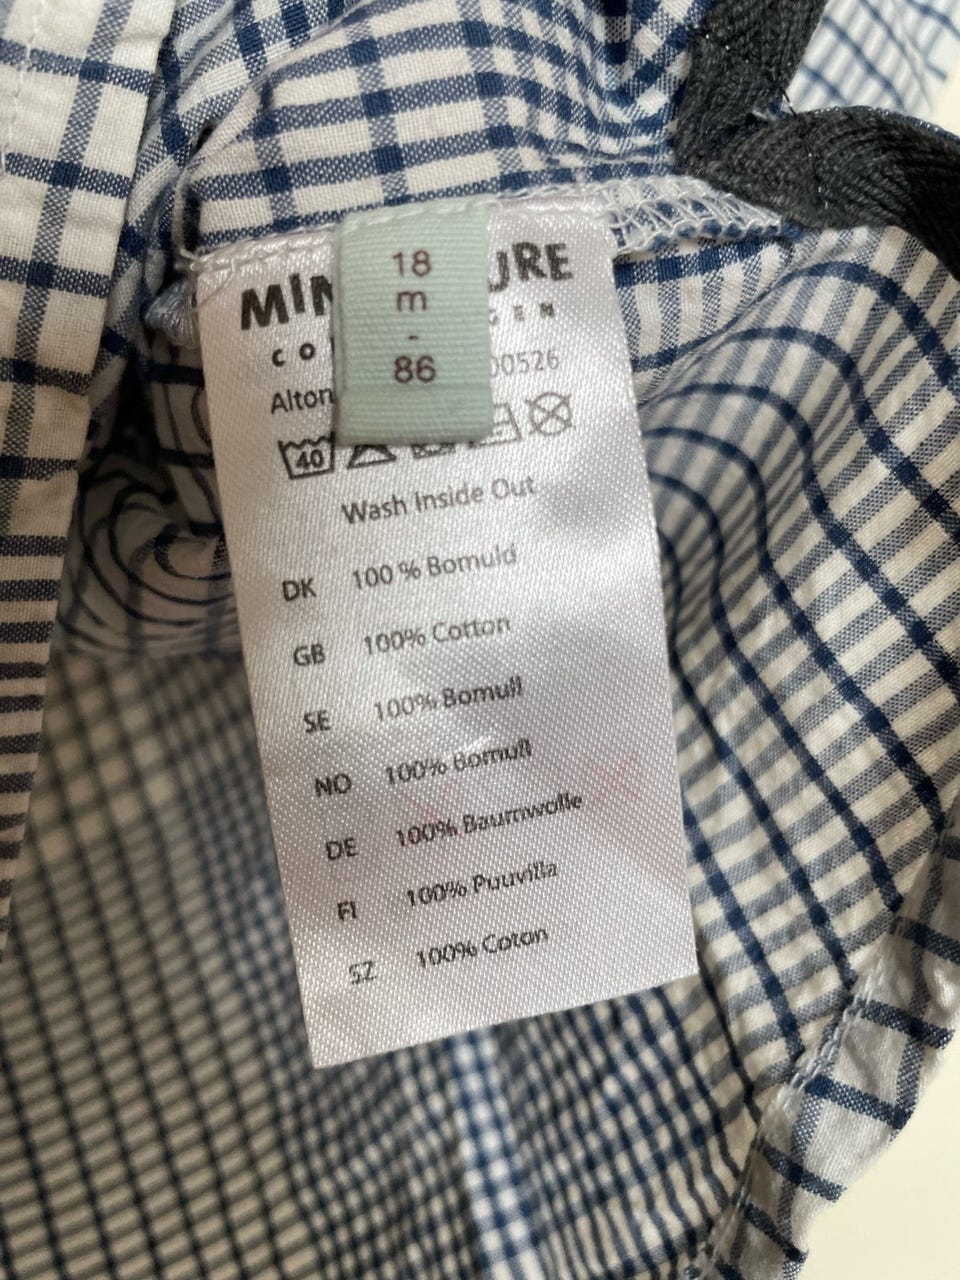 18
m
-
86
MIN URE
CO GEN
Alton 00526
40
Wash Inside Out
DK 100 % Bomuld
GB 100% Cotton
SE 100% Bomull
NO 100% Bomull
DE 100% Baumwolle
FI 100% Puuvilla
SZ 100% Coton